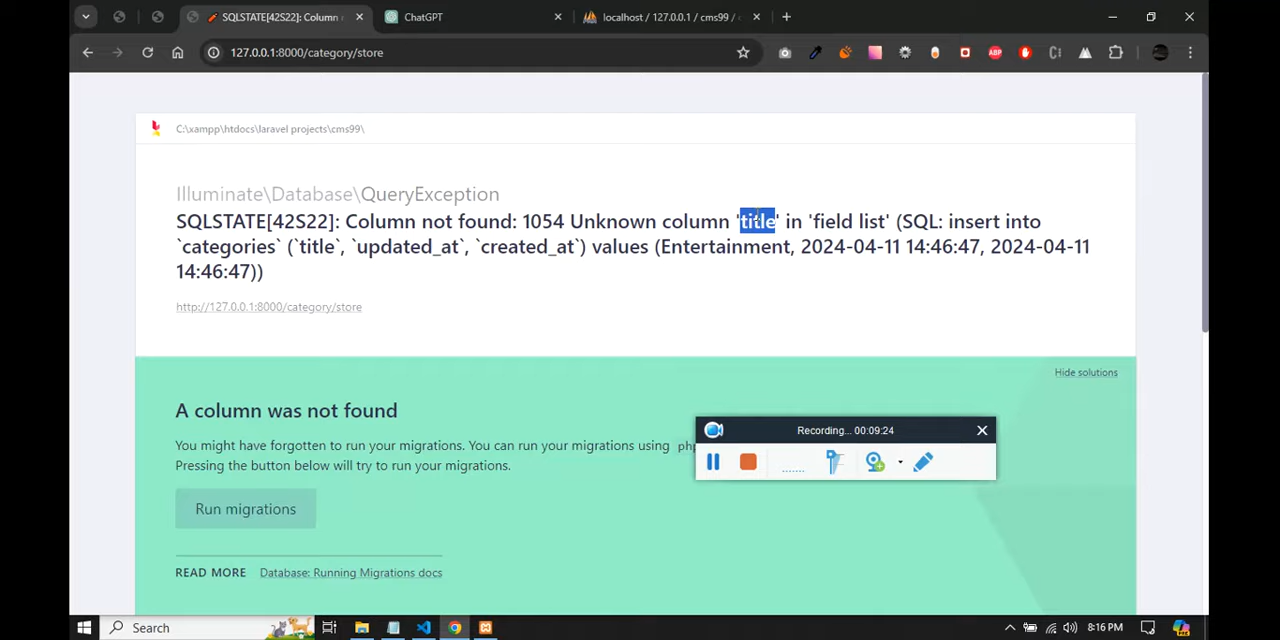 SQLSTATE[42S22]: Column
ChatGPT
localhost / 127.0.0.1 / cms99 /
127.0.0.1:8000/category/store
ABP
C:\xampp\htdocs\laravel projects\cms99\
Illuminate\Database\QueryException
SQLSTATE[42S22]: Column not found: 1054 Unknown column 'title' in 'field list' (SQL: insert into
`categories` (`title`, `updated_at`, `created_at`) values (Entertainment, 2024-04-11 14:46:47, 2024-04-11
14:46:47))
http://127.0.0.1:8000/category/store
Hide solutions
A column was not found
You might have forgotten to run your migrations. You can run your migrations using
Pressing the button below will try to run your migrations.
Recording... 00:09:24
Run migrations
READ MORE Database: Running Migrations docs
Search
8:16 PM